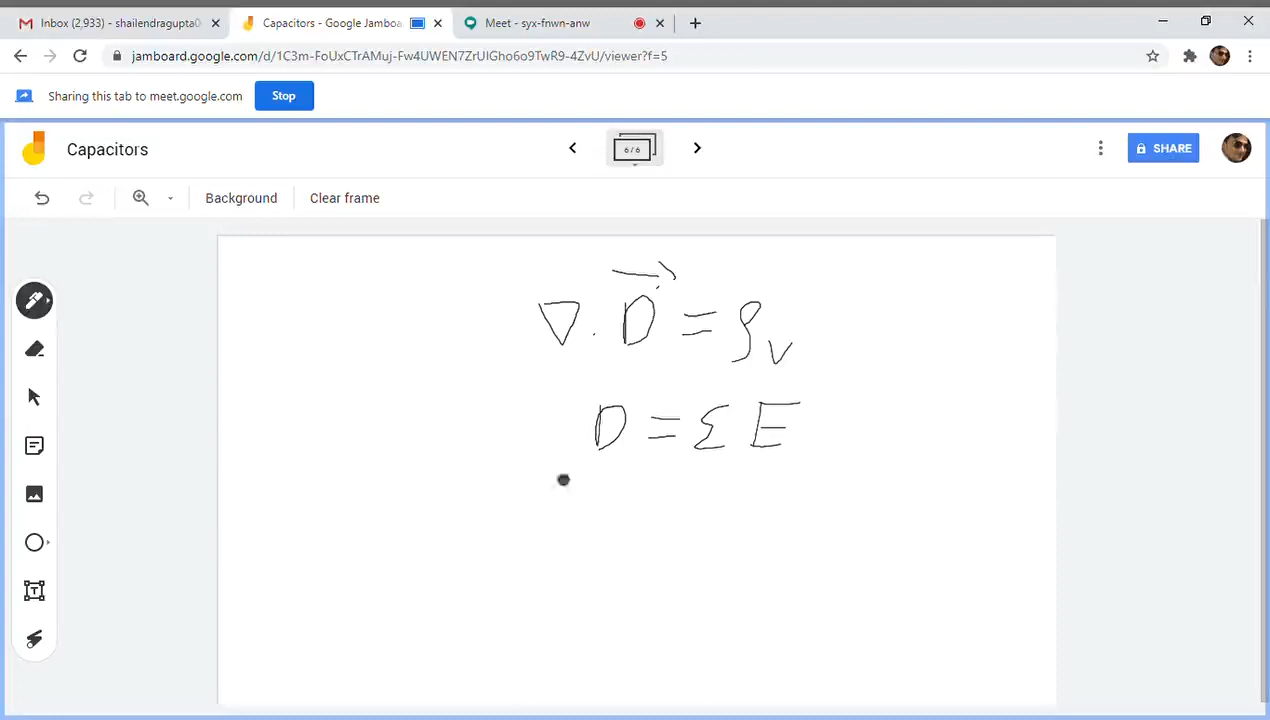 Inbox (2,933) - shailendragupta0
Capacitors - Google Jamboa
Meet - syx-fnwn-anw
jamboard.google.com/d/1C3m-FoUxCTrAMuj-Fw4UWEN7ZrUIGho6o9TwR9-4ZvU/viewer?f=5
Sharing this tab to meet.google.com
Stop
Capacitors
6 / 6
SHARE
Background
Clear frame
∇ . D⃗ = ρv
D = Σ E